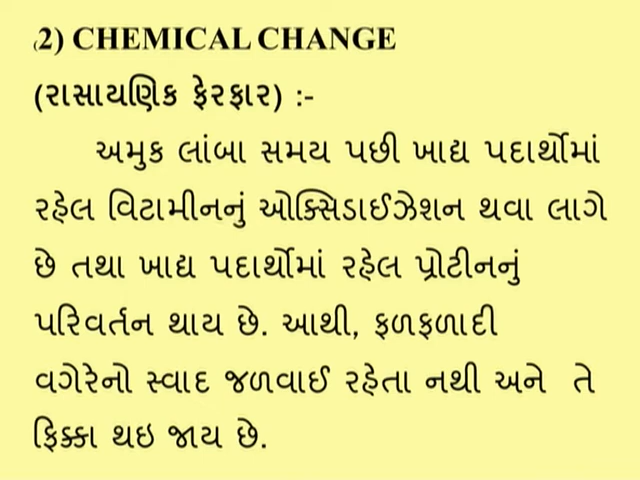 (2) CHEMICAL CHANGE
(રાસાયણિક ફેરફાર) :-
અમુક લાંબા સમય પછી ખાદ્ય પદાર્થોમાં
રહેલ વિટામીનનું ઓક્સિડાઈઝેશન થવા લાગે
છે તથા ખાદ્ય પદાર્થોમાં રહેલ પ્રોટીનનું
પરિવર્તન થાય છે. આથી, ફળફળાદી
વગેરેનો સ્વાદ જળવાઈ રહેતા નથી અને તે
ફિક્કા થઇ જાય છે.